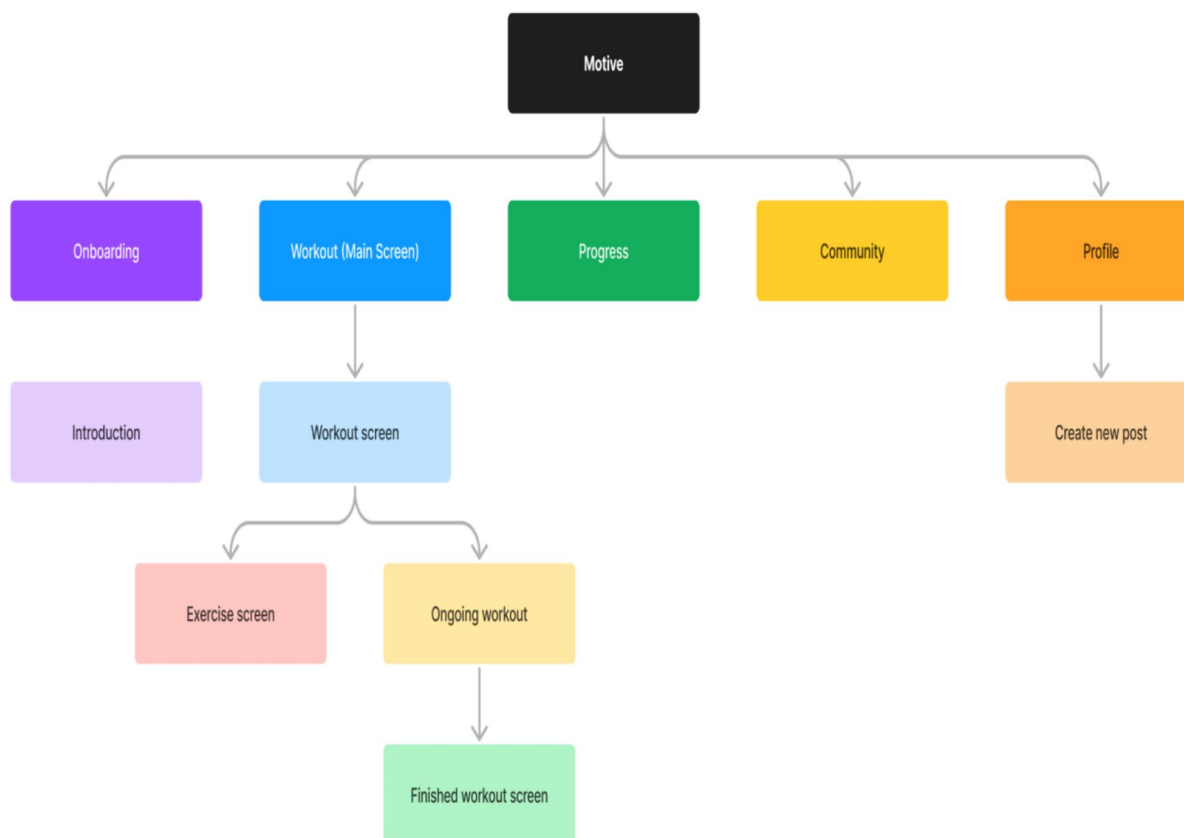 Motive
Onboarding
Workout (Main Screen)
Progress
Community
Profile
Introduction
Workout screen
Create new post
Exercise screen
Ongoing workout
Finished workout screen